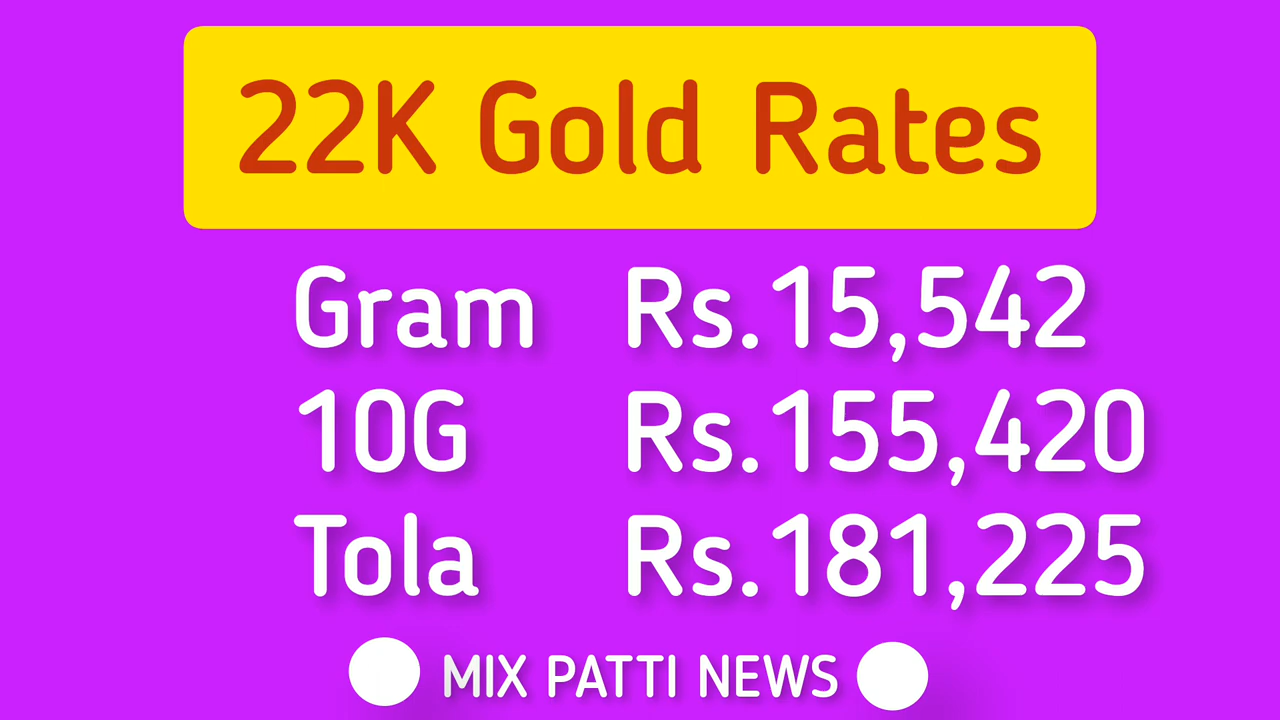 22K Gold Rates
Gram Rs.15,542
10G Rs.155,420
Tola Rs.181,225
MIX PATTI NEWS